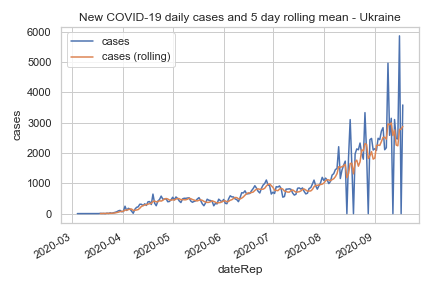 New COVID-19 daily cases and 5 day rolling mean - Ukraine
cases
cases (rolling)
6000
5000
4000
3000
2000
1000
0
cases
2020-03
2020-04
2020-05
2020-06
2020-07
2020-08
2020-09
dateRep